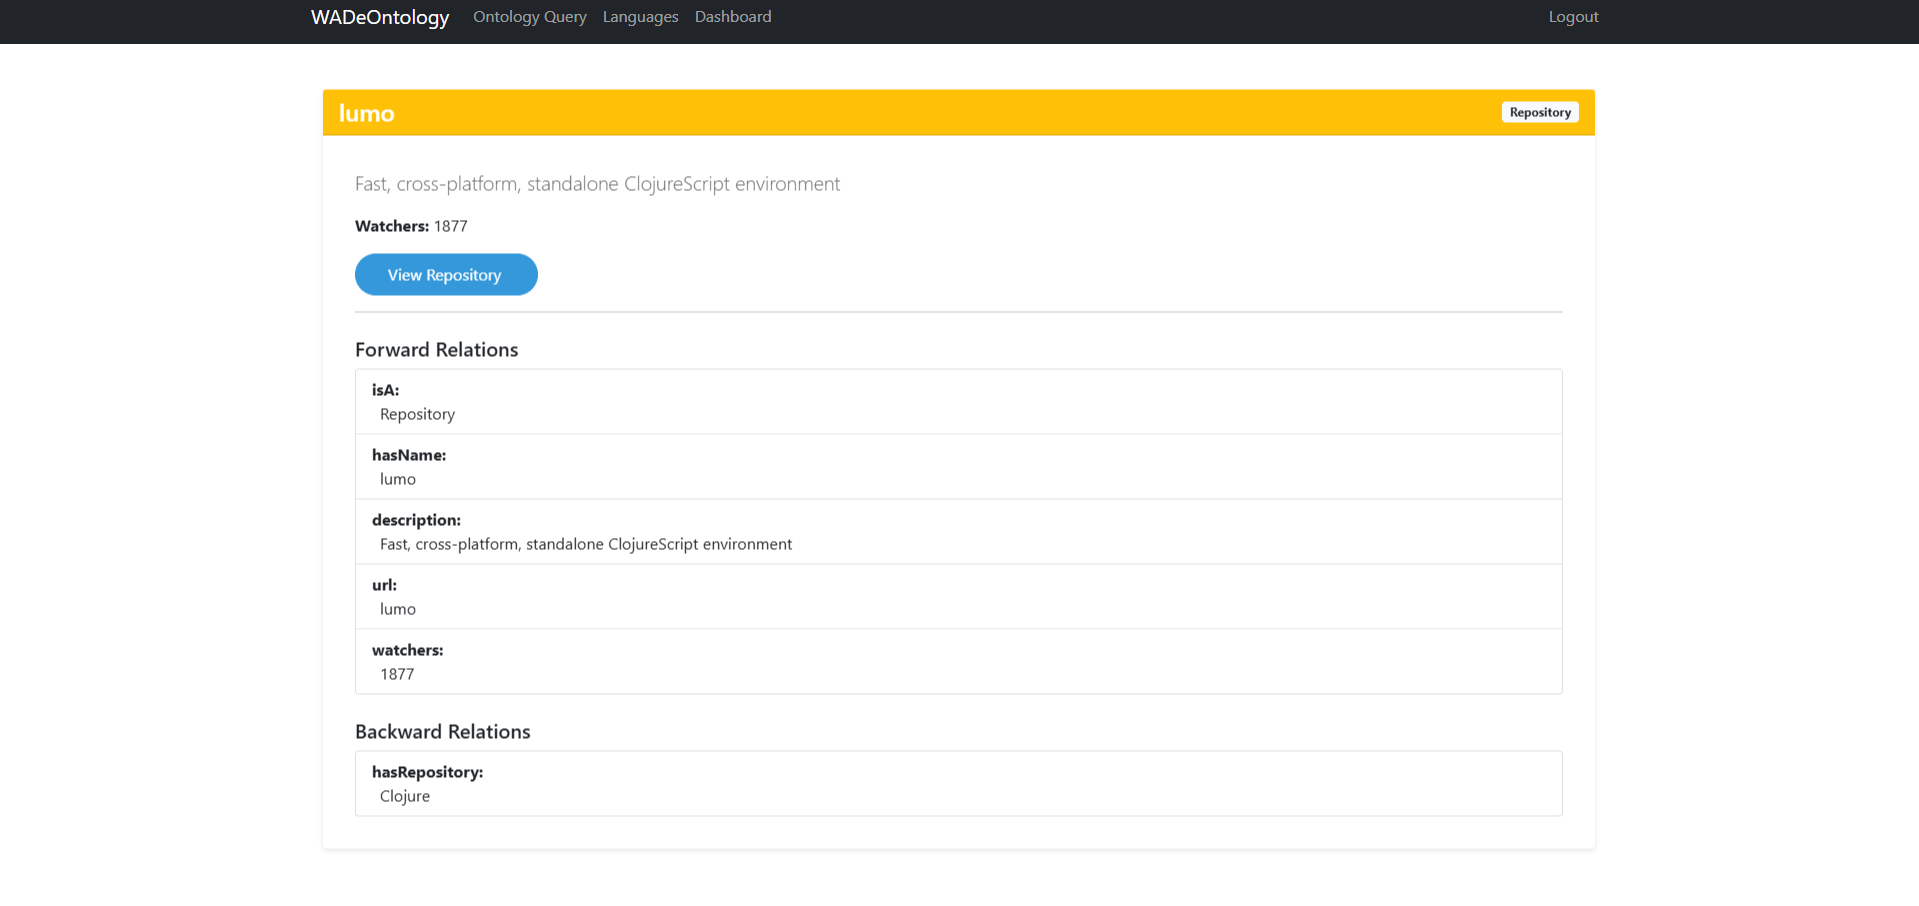 WADeOntology Ontology Query Languages Dashboard Logout
lumo Repository
Fast, cross-platform, standalone ClojureScript environment
Watchers: 1877
View Repository
Forward Relations
isA:
Repository
hasName:
lumo
description:
Fast, cross-platform, standalone ClojureScript environment
url:
lumo
watchers:
1877
Backward Relations
hasRepository:
Clojure